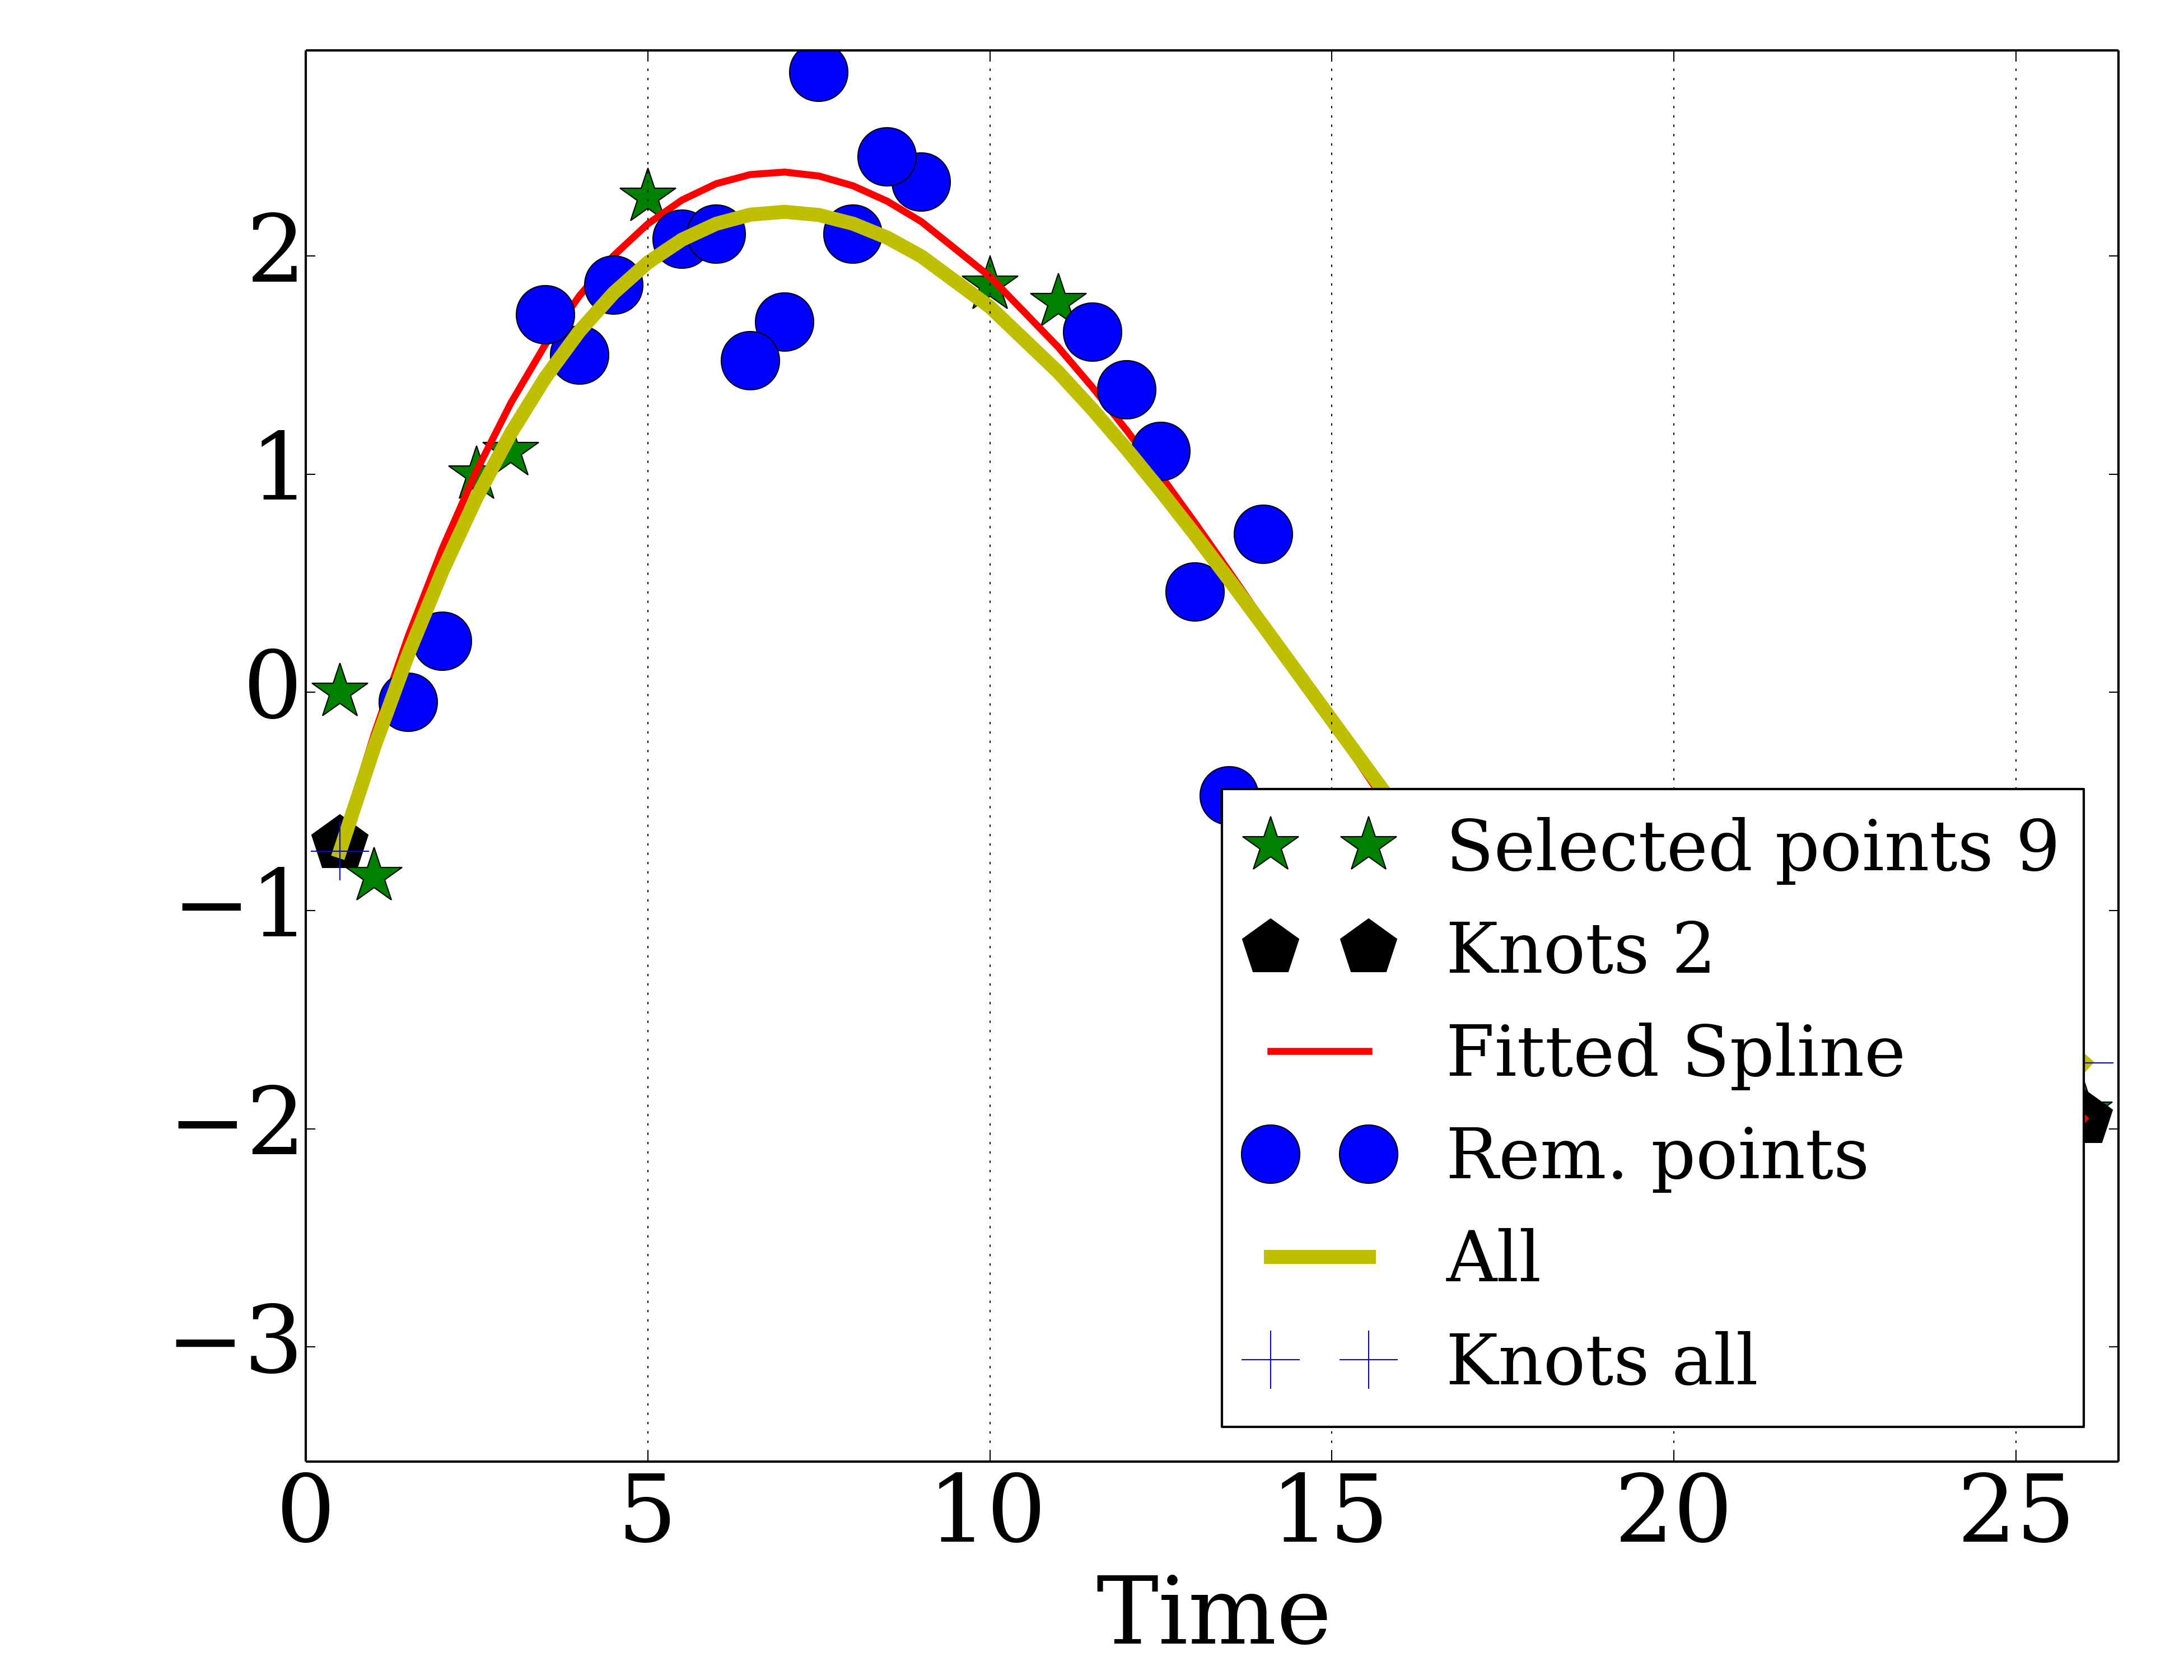 2
1
0
−1
−2
−3
Selected points 9
Knots 2
Fitted Spline
Rem. points
All
Knots all
0 5 10 15 20 25
Time